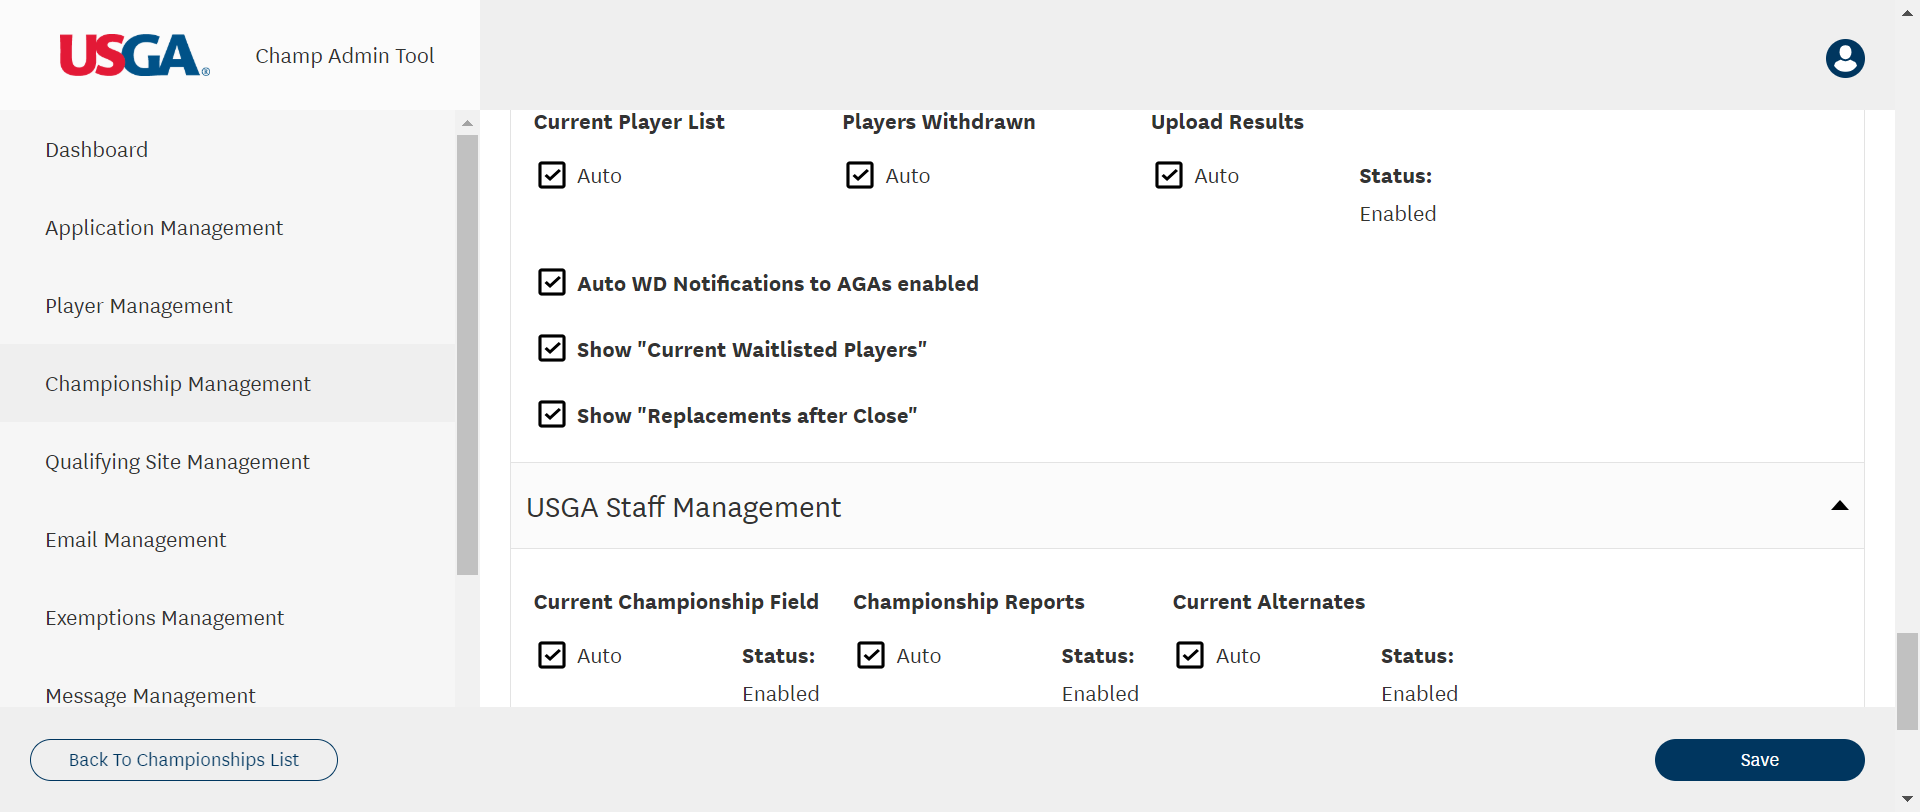 USGA®
Champ Admin Tool
Dashboard
Application Management
Player Management
Championship Management
Qualifying Site Management
Email Management
Exemptions Management
Message Management
Current Player List
Players Withdrawn
Upload Results
Auto
Auto
Auto
Status:
Enabled
Auto WD Notifications to AGAs enabled
Show "Current Waitlisted Players"
Show "Replacements after Close"
USGA Staff Management
Current Championship Field
Championship Reports
Current Alternates
Auto
Status:
Enabled
Auto
Status:
Enabled
Auto
Status:
Enabled
Back To Championships List
Save